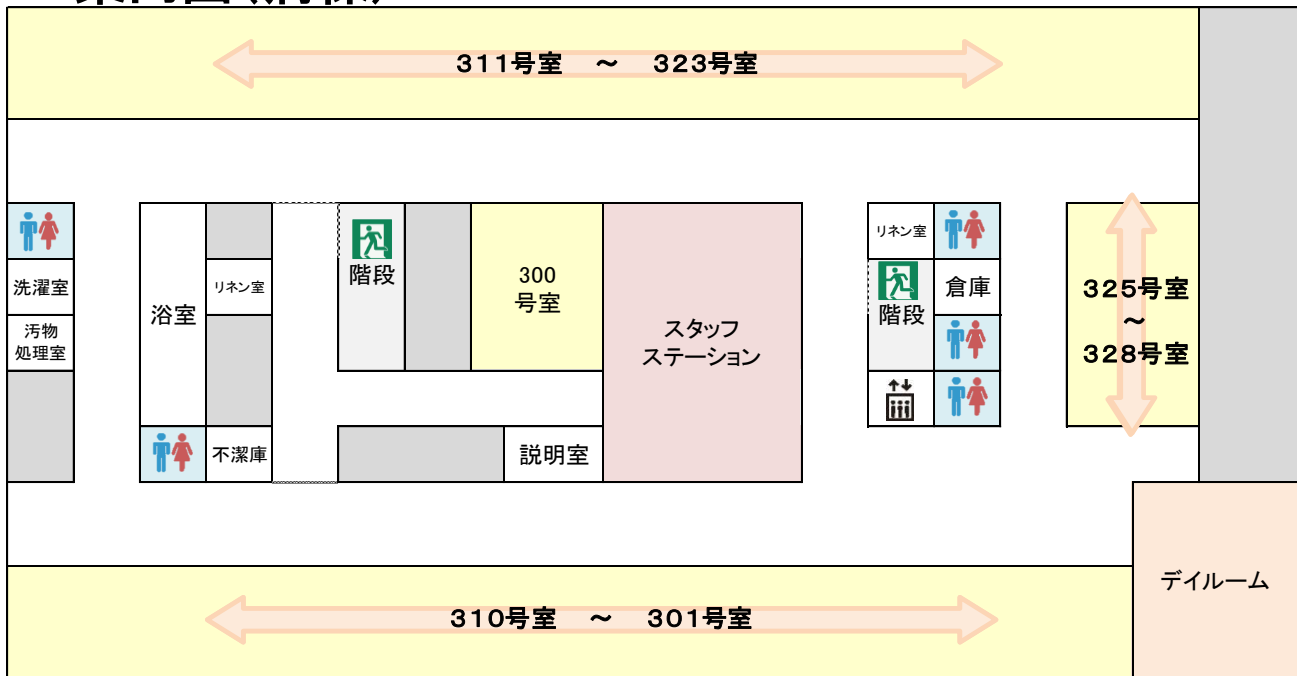 311号室　～　323号室
リネン室
洗濯室
リネン室
階段
300
号室
階段
倉庫
325号室
～
328号室
浴室
汚物
処理室
スタッフ
ステーション
不潔庫
説明室
デイルーム
310号室　～　301号室